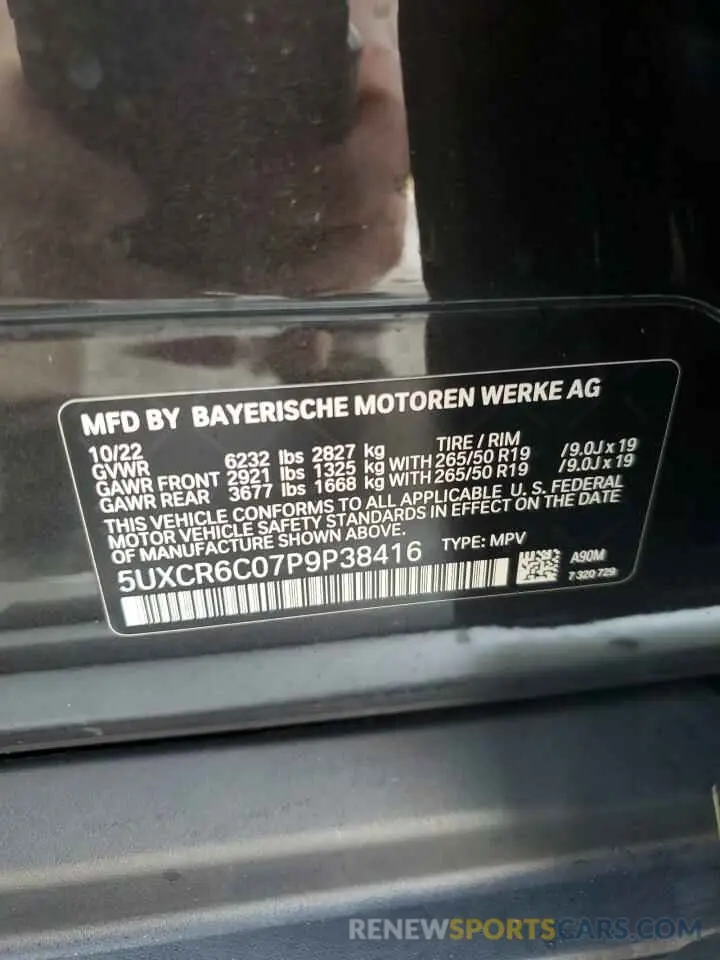 MFD BY BAYERISCHE MOTOREN WERKE AG
10/22 TIRE / RIM
GVWR 6232 lbs 2827 kg
GAWR FRONT 2921 lbs 1325 kg WITH 265/50 R19 /9.0J x 19
GAWR REAR 3677 lbs 1668 kg WITH 265/50 R19 /9.0J x 19
THIS VEHICLE CONFORMS TO ALL APPLICABLE U. S. FEDERAL
MOTOR VEHICLE SAFETY STANDARDS IN EFFECT ON THE DATE
OF MANUFACTURE SHOWN ABOVE.
5UXCR6C07P9P38416 TYPE: MPV
A90M
7 320 729
RENEWSPORTSCARS.COM